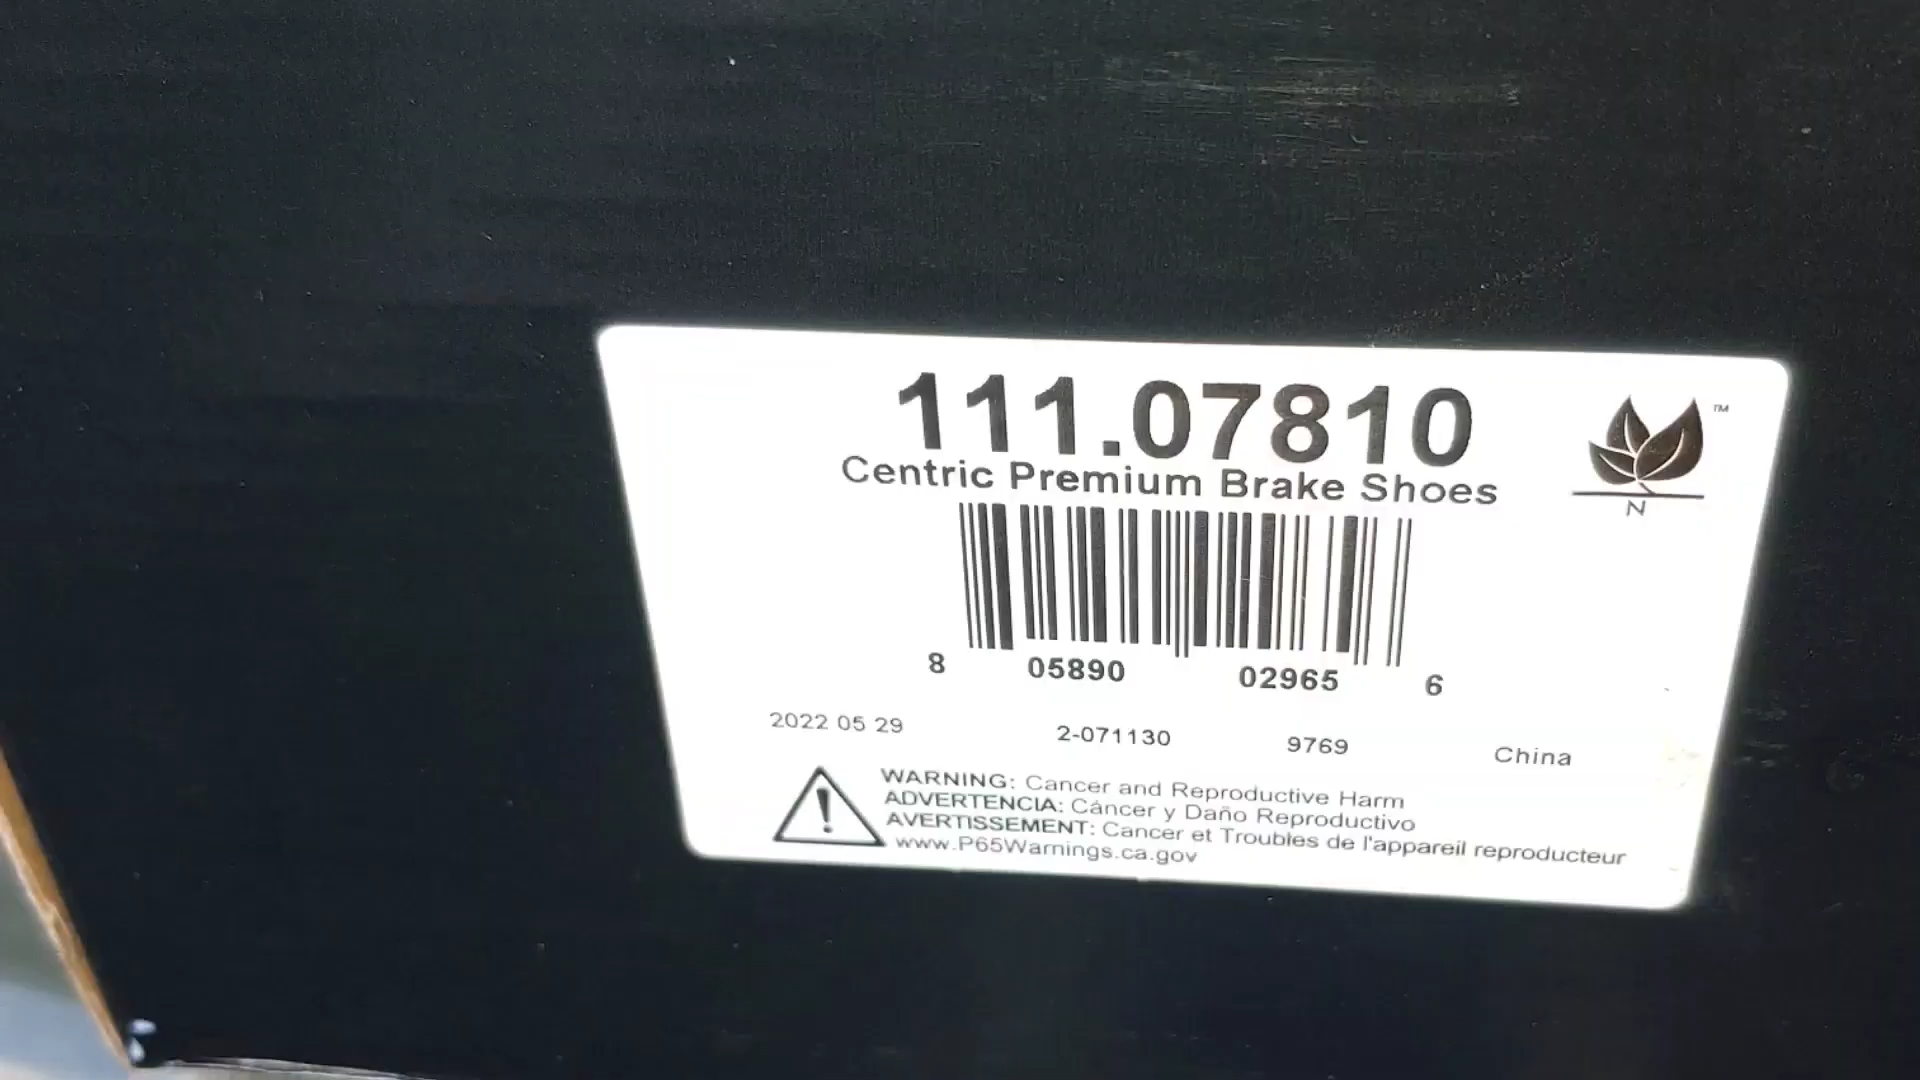 111.07810
Centric Premium Brake Shoes
™
N
8 05890 02965 6
2022 05 29 2-071130 9769 China
WARNING: Cancer and Reproductive Harm
ADVERTENCIA: Cáncer y Daño Reproductivo
AVERTISSEMENT: Cancer et Troubles de l'appareil reproducteur
www.P65Warnings.ca.gov